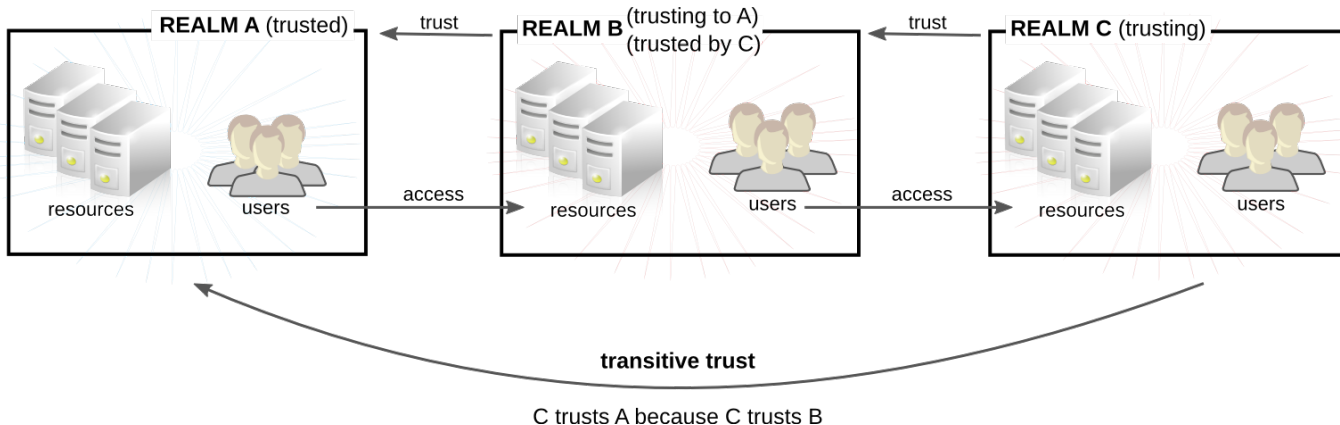 REALM A (trusted)
trust
REALM B (trusting to A)
(trusted by C)
trust
REALM C (trusting)
resources
users
access
resources
users
access
resources
users
transitive trust
C trusts A because C trusts B